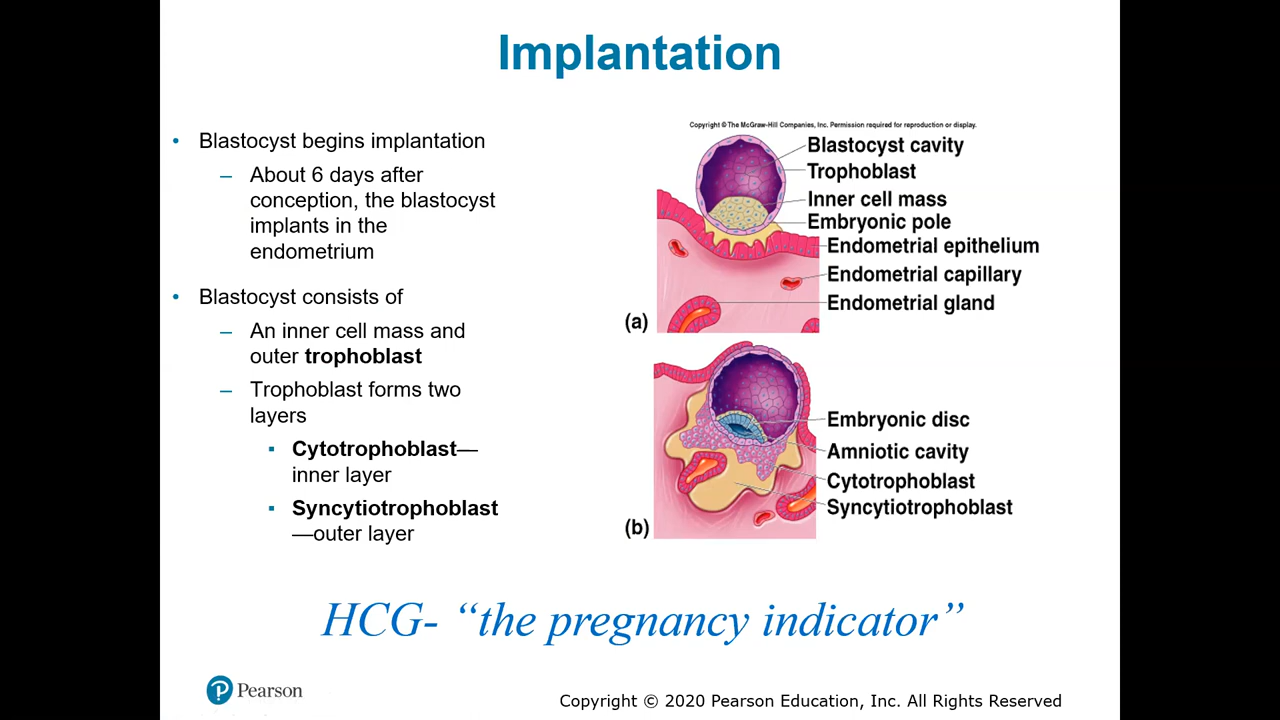 Implantation
• Blastocyst begins implantation
– About 6 days after
conception, the blastocyst
implants in the
endometrium
• Blastocyst consists of
– An inner cell mass and
outer trophoblast
– Trophoblast forms two
layers
▪ Cytotrophoblast—
inner layer
▪ Syncytiotrophoblast
—outer layer
Copyright © The McGraw-Hill Companies, Inc. Permission required for reproduction or display.
Blastocyst cavity
Trophoblast
Inner cell mass
Embryonic pole
Endometrial epithelium
Endometrial capillary
Endometrial gland
(a)
Embryonic disc
Amniotic cavity
Cytotrophoblast
Syncytiotrophoblast
(b)
HCG- “the pregnancy indicator”
P Pearson
Copyright © 2020 Pearson Education, Inc. All Rights Reserved